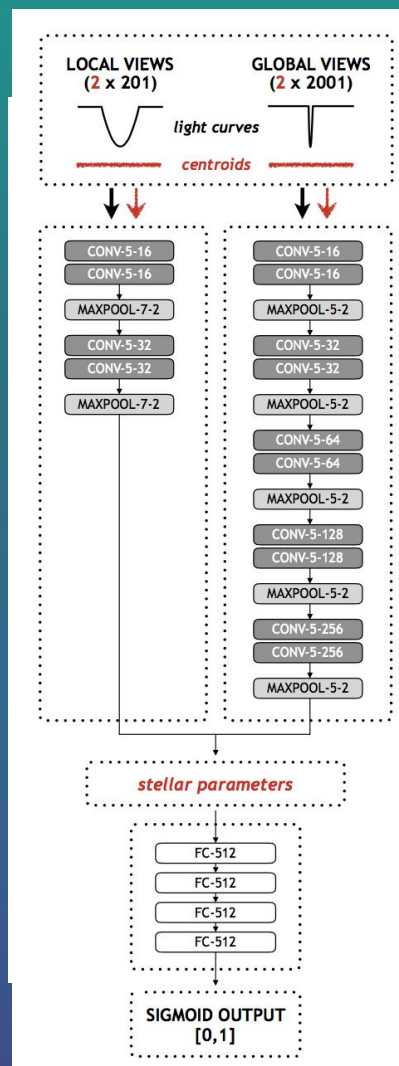 LOCAL VIEWS
(2 x 201)
GLOBAL VIEWS
(2 x 2001)
light curves
centroids
CONV-5-16
CONV-5-16
MAXPOOL-7-2
CONV-5-32
CONV-5-32
MAXPOOL-7-2
CONV-5-16
CONV-5-16
MAXPOOL-5-2
CONV-5-32
CONV-5-32
MAXPOOL-5-2
CONV-5-64
CONV-5-64
MAXPOOL-5-2
CONV-5-128
CONV-5-128
MAXPOOL-5-2
CONV-5-256
CONV-5-256
MAXPOOL-5-2
stellar parameters
FC-512
FC-512
FC-512
FC-512
SIGMOID OUTPUT
[0,1]